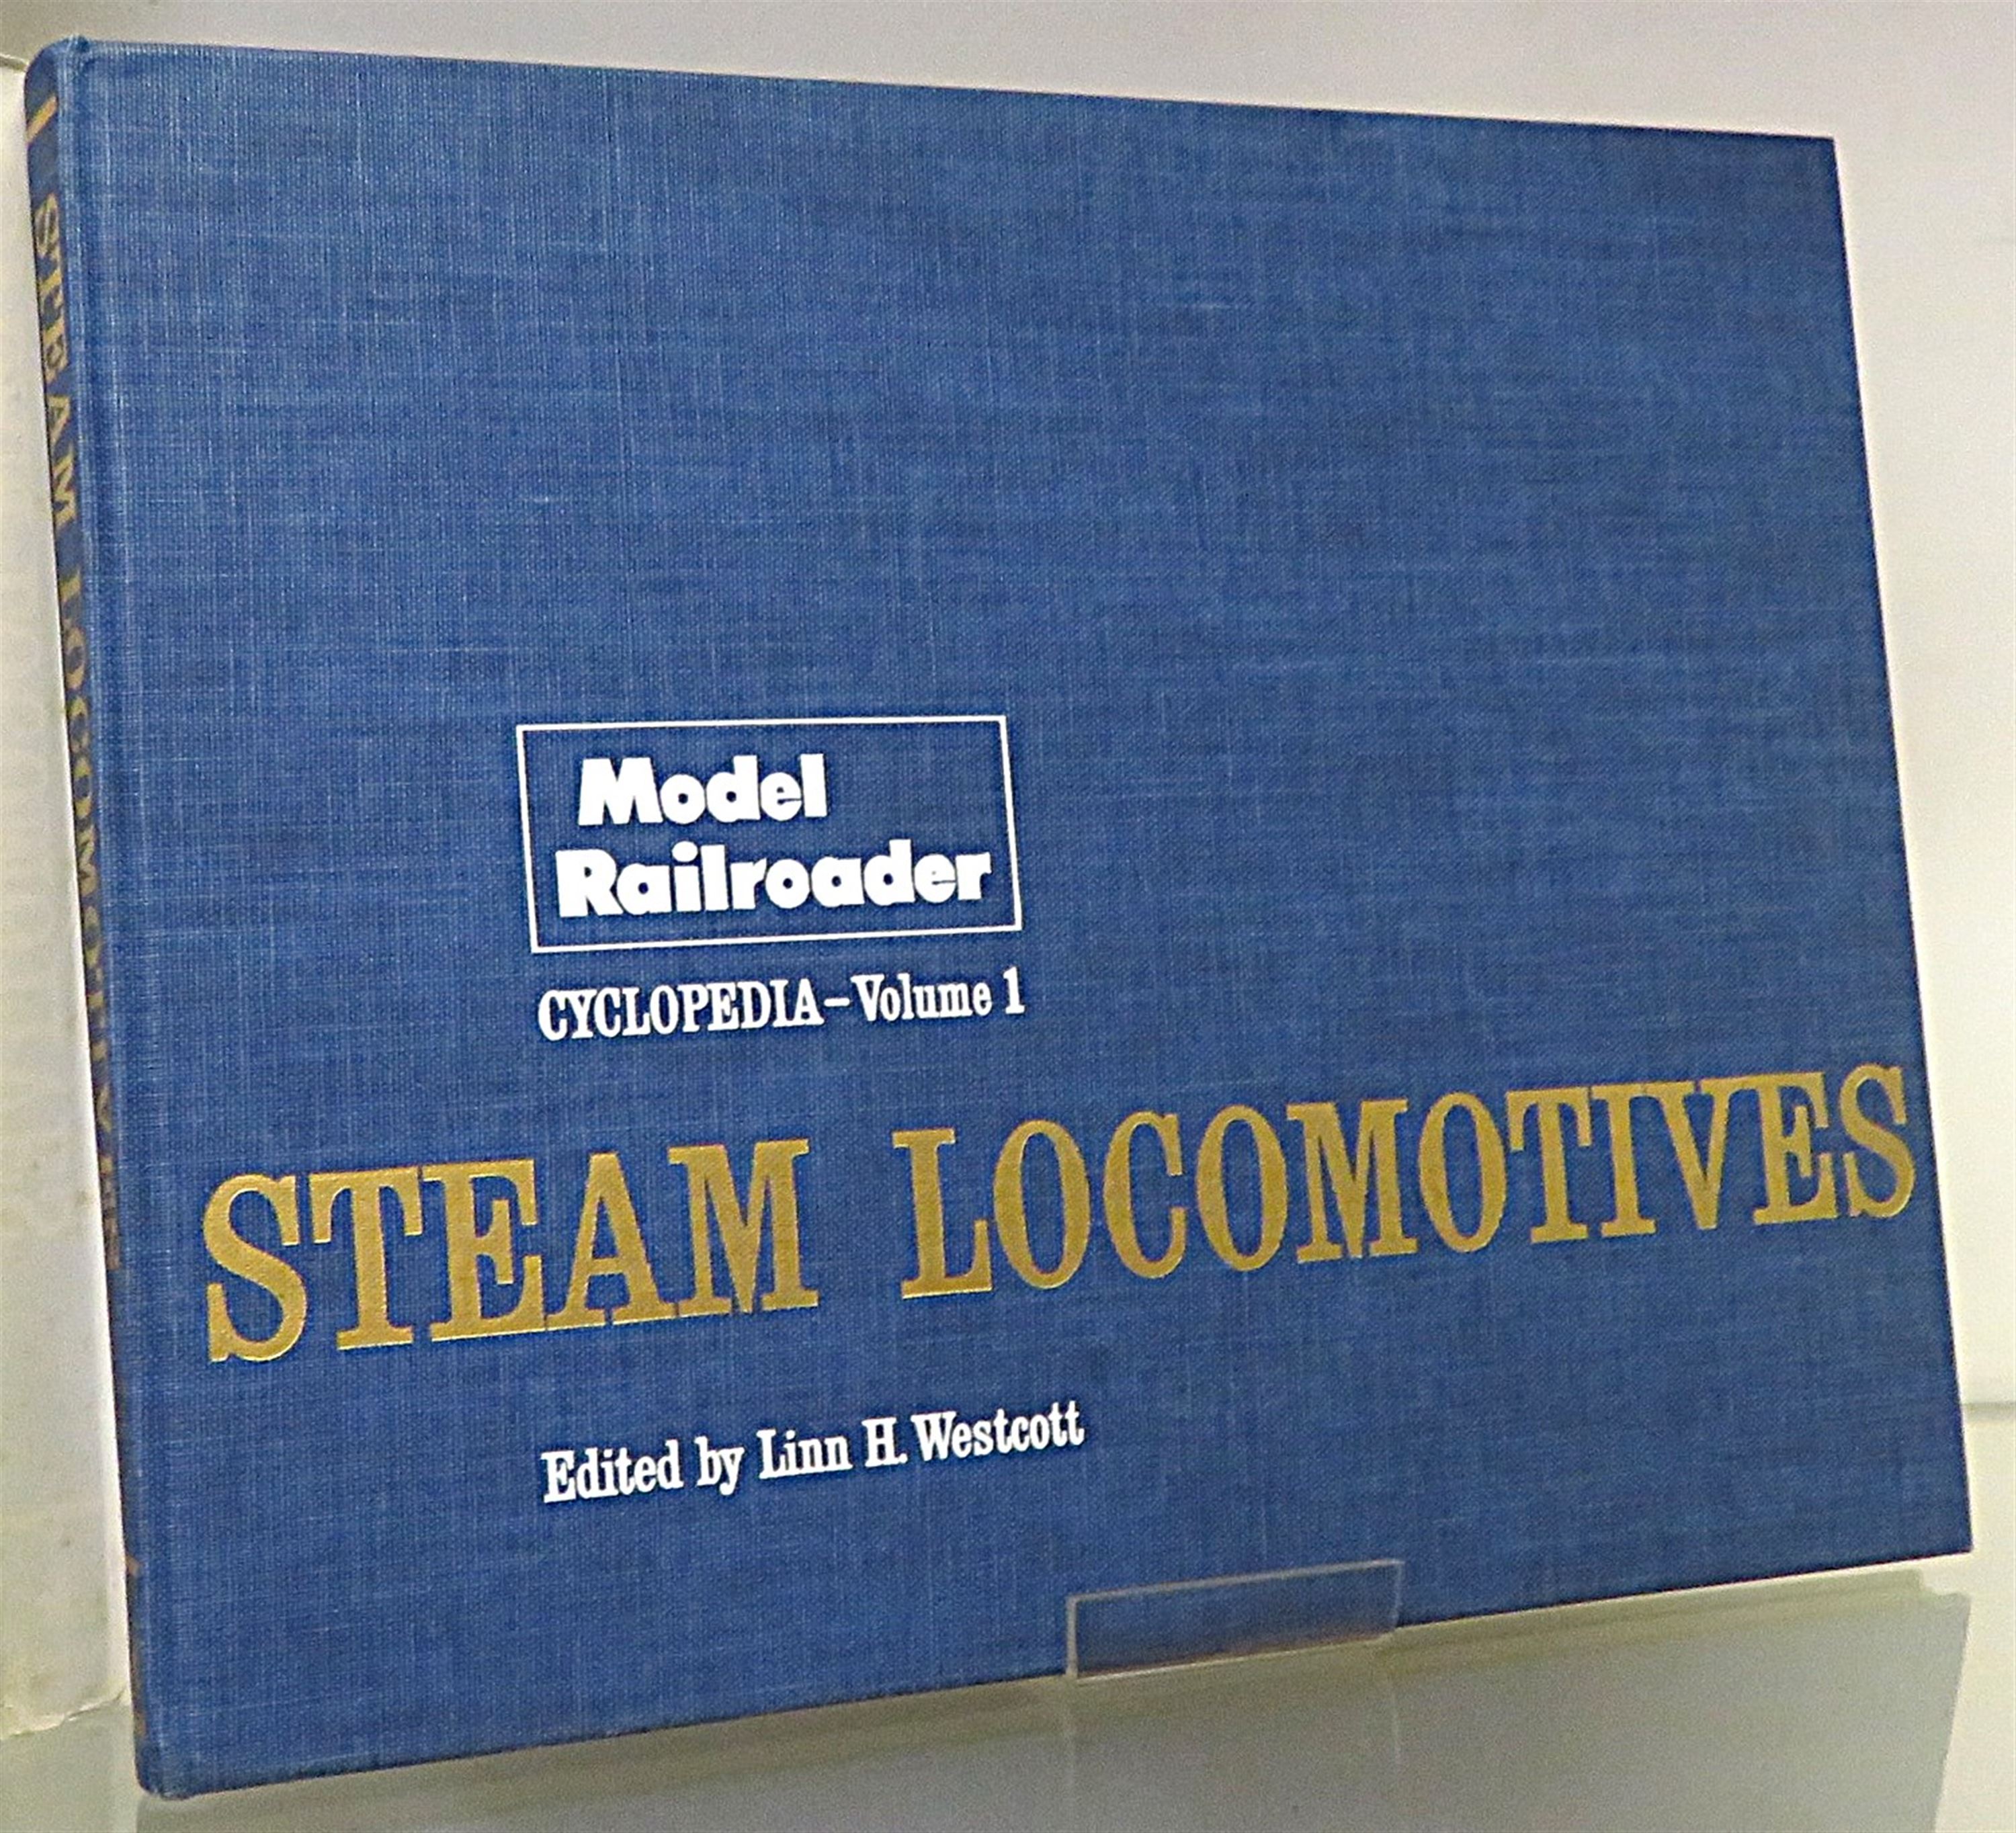 STEAM LOCOMOTIVES
Model
Railroader
CYCLOPEDIA–Volume 1
STEAM LOCOMOTIVES
Edited by Linn H. Westcott